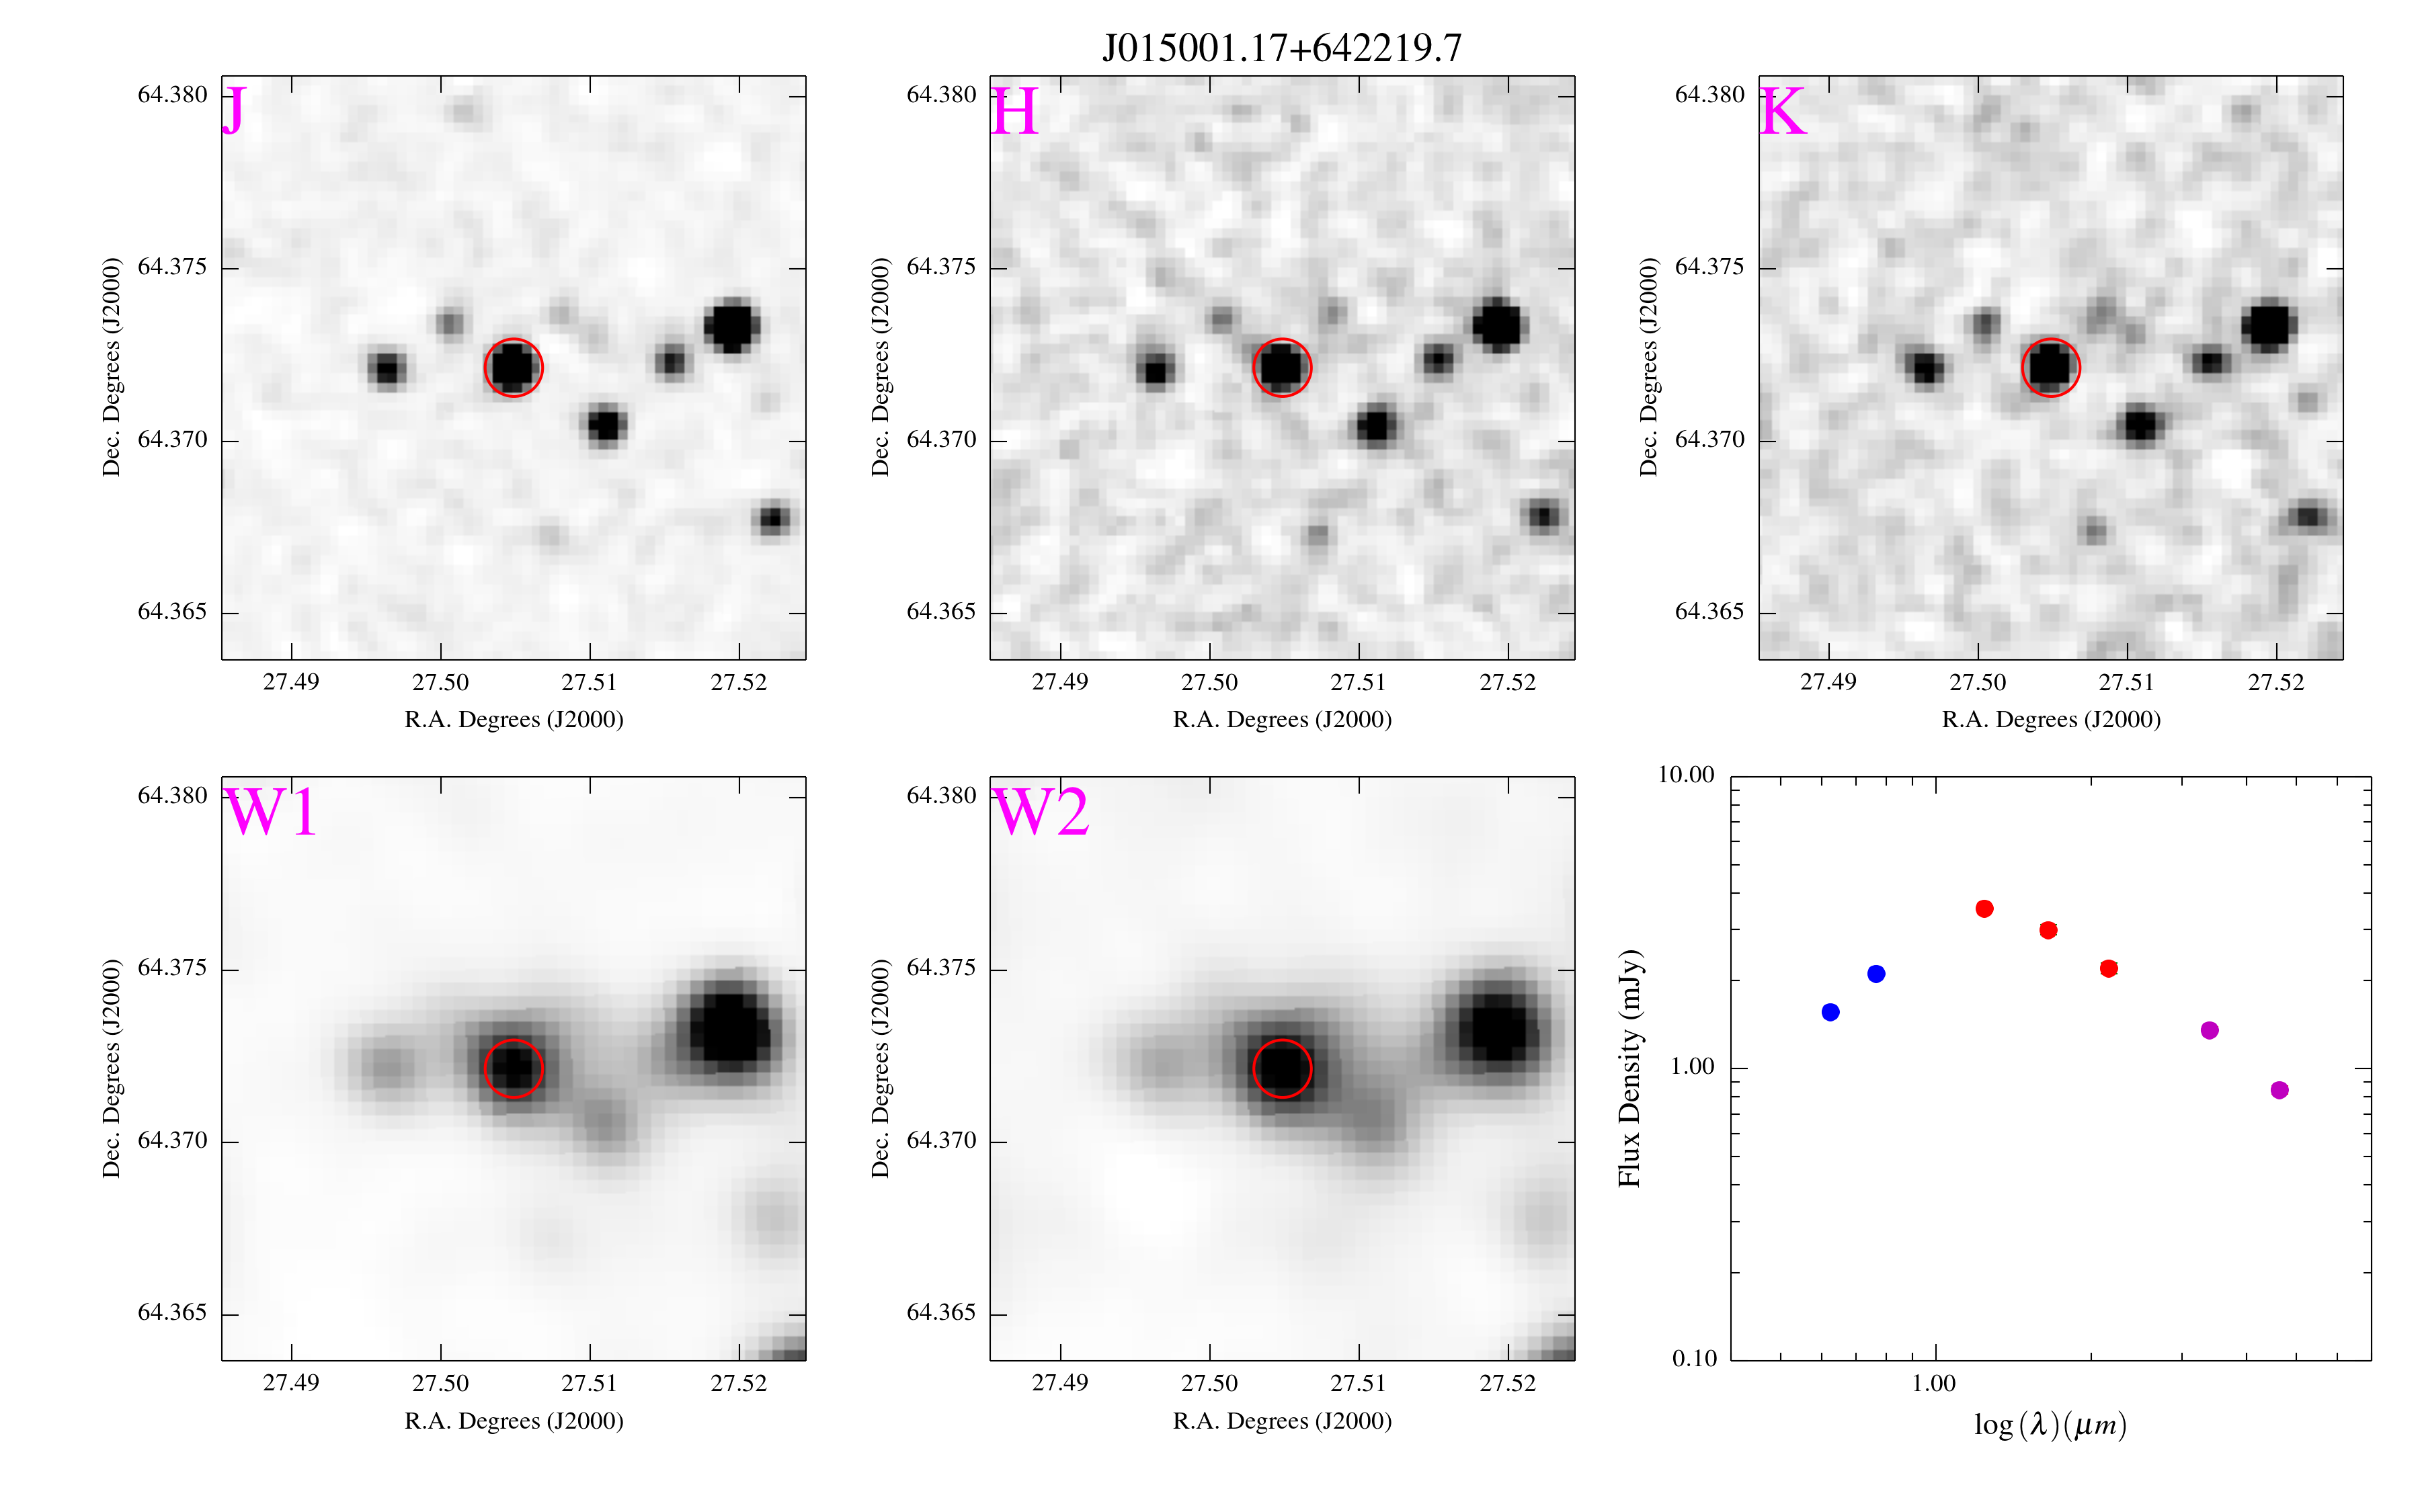 J015001.17+642219.7
J
64.380
64.375
64.370
64.365
Dec. Degrees (J2000)
27.49 27.50 27.51 27.52
R.A. Degrees (J2000)
H
64.380
64.375
64.370
64.365
Dec. Degrees (J2000)
27.49 27.50 27.51 27.52
R.A. Degrees (J2000)
K
64.380
64.375
64.370
64.365
Dec. Degrees (J2000)
27.49 27.50 27.51 27.52
R.A. Degrees (J2000)
W1
64.380
64.375
64.370
64.365
Dec. Degrees (J2000)
27.49 27.50 27.51 27.52
R.A. Degrees (J2000)
W2
64.380
64.375
64.370
64.365
Dec. Degrees (J2000)
27.49 27.50 27.51 27.52
R.A. Degrees (J2000)
10.00
1.00
0.10
Flux Density (mJy)
1.00
log(λ)(μm)